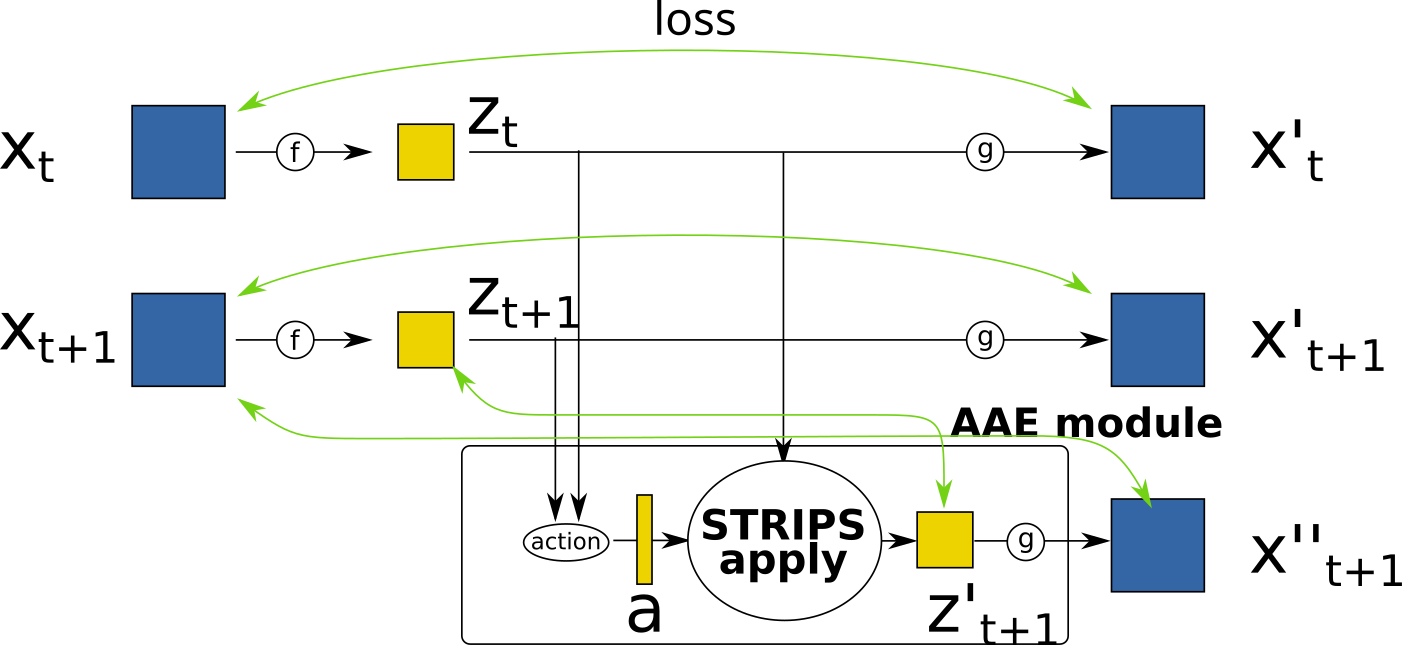 loss
x_t f z_t g x'_t
x_{t+1} f z_{t+1} g x'_{t+1}
AAE module
action a STRIPS
apply z'_{t+1} g x''_{t+1}